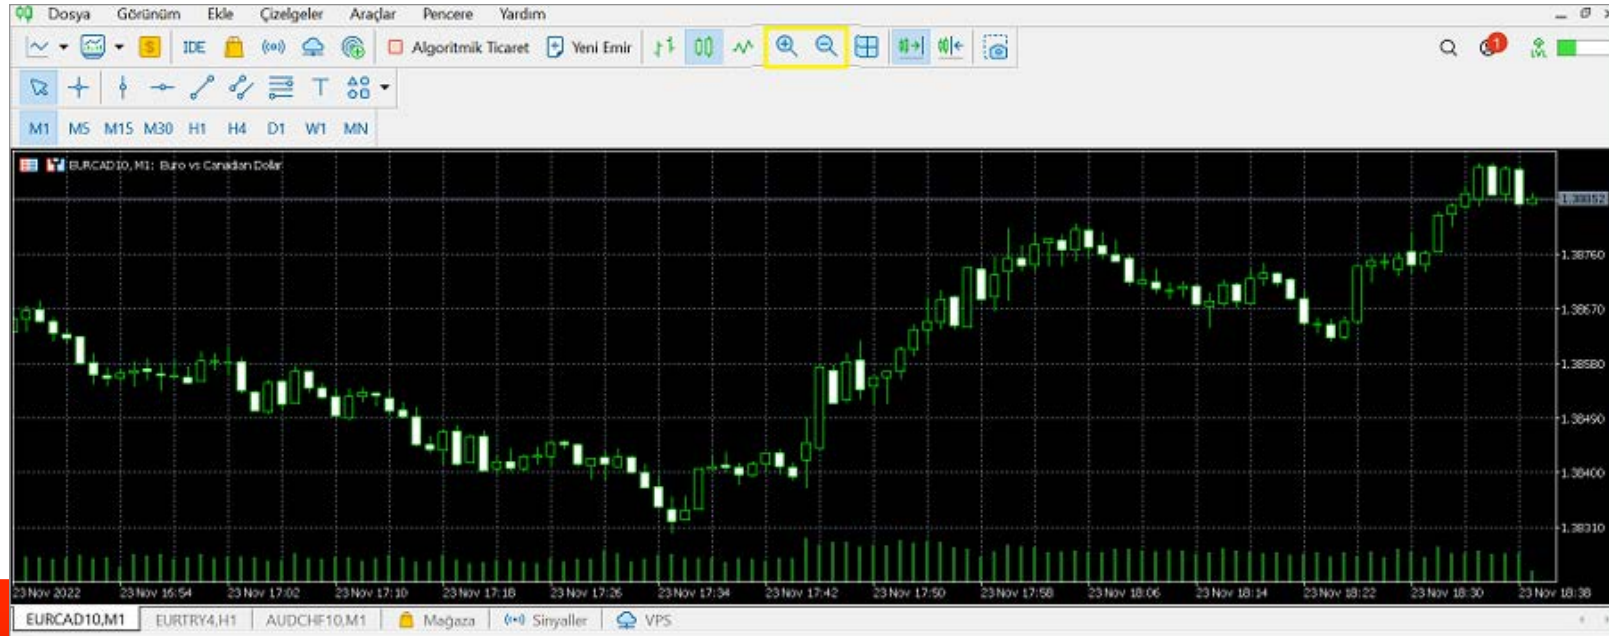 Dosya Görünüm Ekle Çizelgeler Araçlar Pencere Yardım
IDE Algoritmik Ticaret Yeni Emir 1 LVL
T
M1 M5 M15 M30 H1 H4 D1 W1 MN
EURCAD10, M1: Euro vs Canadian Dollar
1.38852
1.38760
1.38670
1.38580
1.38490
1.38400
1.38310
23 Nov 2022 23 Nov 16:54 23 Nov 17:02 23 Nov 17:10 23 Nov 17:18 23 Nov 17:26 23 Nov 17:34 23 Nov 17:42 23 Nov 17:50 23 Nov 17:58 23 Nov 18:06 23 Nov 18:14 23 Nov 18:22 23 Nov 18:30 23 Nov 18:38
EURCAD10,M1 EURTRY4,H1 AUDCHF10,M1 Mağaza Sinyaller VPS